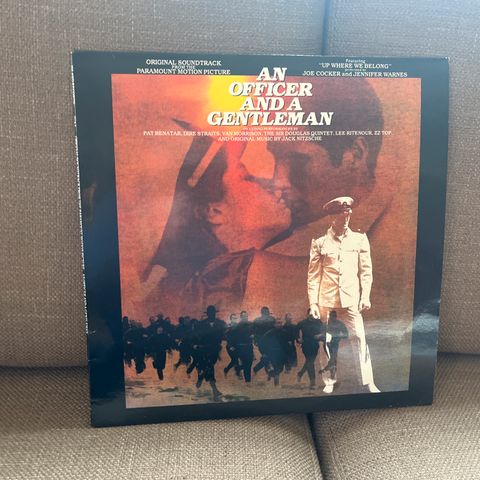 ORIGINAL SOUNDTRACK
FROM THE
PARAMOUNT MOTION PICTURE
Featuring
"UP WHERE WE BELONG"
JOE COCKER and JENNIFER WARNES
AN
OFFICER
AND A
GENTLEMAN
PAT BENATAR, DIRE STRAITS, VAN MORRISON, THE SIR DOUGLAS QUINTET, LEE RITENOUR, ZZ TOP
AND ORIGINAL MUSIC BY JACK NITZSCHE